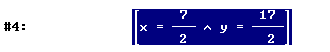 #4: [x = 7/2 ∧ y = 17/2]